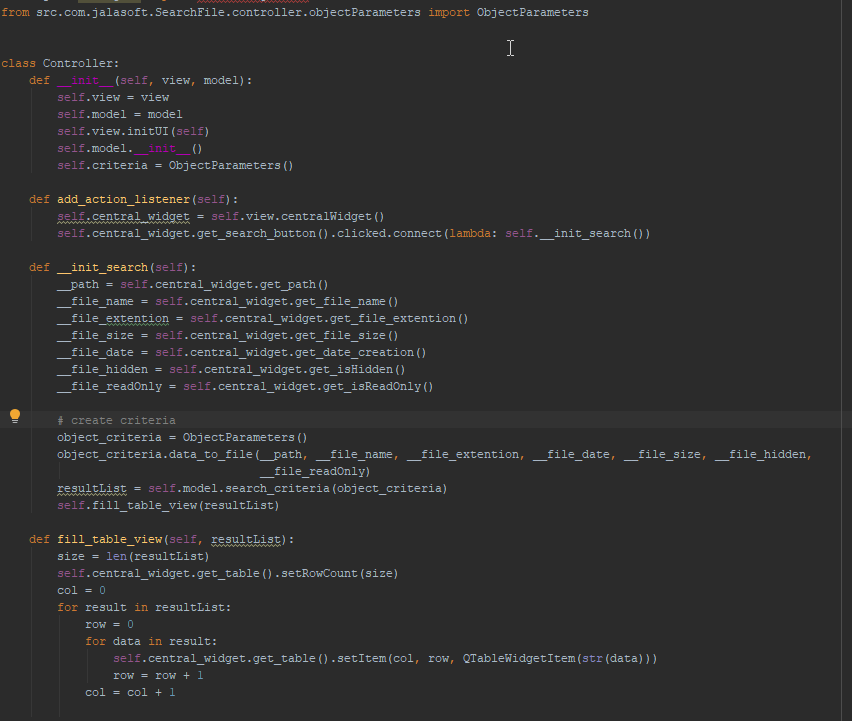 from src.com.jalasoft.SearchFile.controller.objectParameters import ObjectParameters
class Controller:
    def __init__(self, view, model):
        self.view = view
        self.model = model
        self.view.initUI(self)
        self.model.__init__()
        self.criteria = ObjectParameters()
    def add_action_listener(self):
        self.central_widget = self.view.centralWidget()
        self.central_widget.get_search_button().clicked.connect(lambda: self.__init_search())
    def __init_search(self):
        __path = self.central_widget.get_path()
        __file_name = self.central_widget.get_file_name()
        __file_extention = self.central_widget.get_file_extention()
        __file_size = self.central_widget.get_file_size()
        __file_date = self.central_widget.get_date_creation()
        __file_hidden = self.central_widget.get_isHidden()
        __file_readOnly = self.central_widget.get_isReadOnly()
        # create criteria
        object_criteria = ObjectParameters()
        object_criteria.data_to_file(__path, __file_name, __file_extention, __file_date, __file_size, __file_hidden,
                                     __file_readOnly)
        resultList = self.model.search_criteria(object_criteria)
        self.fill_table_view(resultList)
    def fill_table_view(self, resultList):
        size = len(resultList)
        self.central_widget.get_table().setRowCount(size)
        col = 0
        for result in resultList:
            row = 0
            for data in result:
                self.central_widget.get_table().setItem(col, row, QTableWidgetItem(str(data)))
                row = row + 1
            col = col + 1